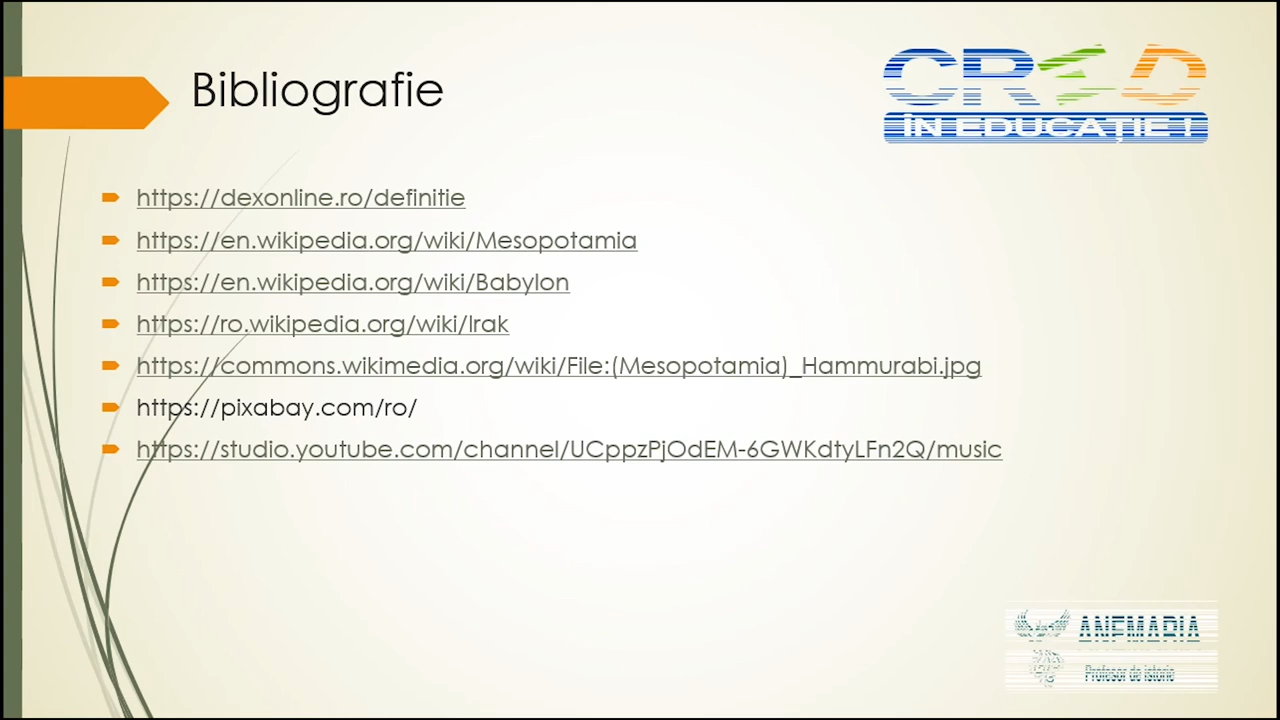 Bibliografie
CRED
ÎN EDUCAȚIE !
https://dexonline.ro/definitie
https://en.wikipedia.org/wiki/Mesopotamia
https://en.wikipedia.org/wiki/Babylon
https://ro.wikipedia.org/wiki/Irak
https://commons.wikimedia.org/wiki/File:(Mesopotamia)_Hammurabi.jpg
https://pixabay.com/ro/
https://studio.youtube.com/channel/UCppzPjOdEM-6GWKdtyLFn2Q/music
ANEMARIA
Profesor de istorie